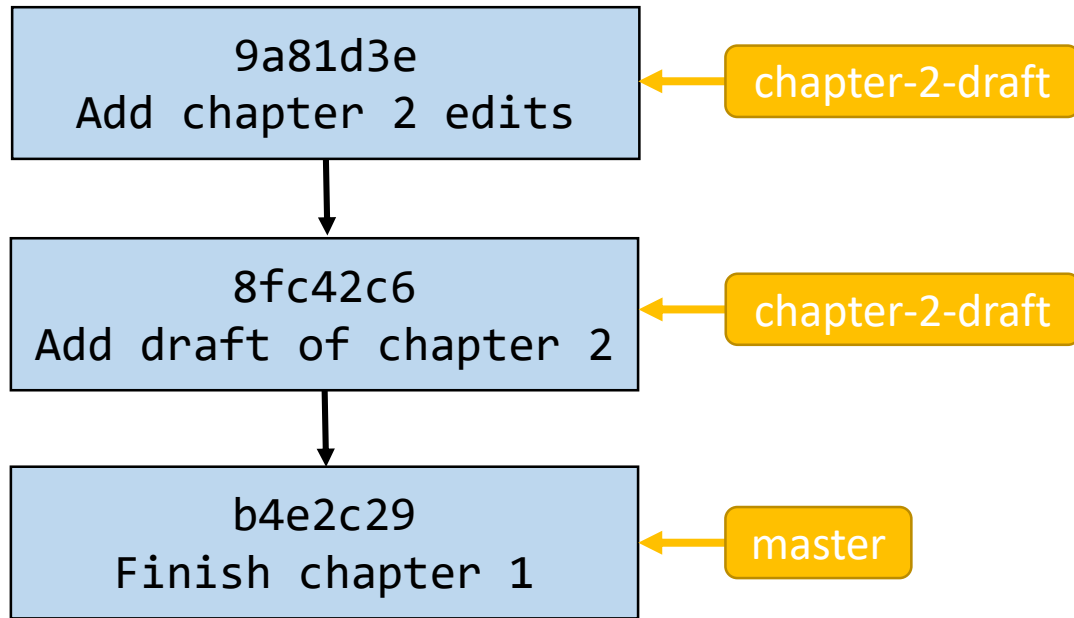 9a81d3e
Add chapter 2 edits
chapter-2-draft
8fc42c6
Add draft of chapter 2
chapter-2-draft
b4e2c29
Finish chapter 1
master